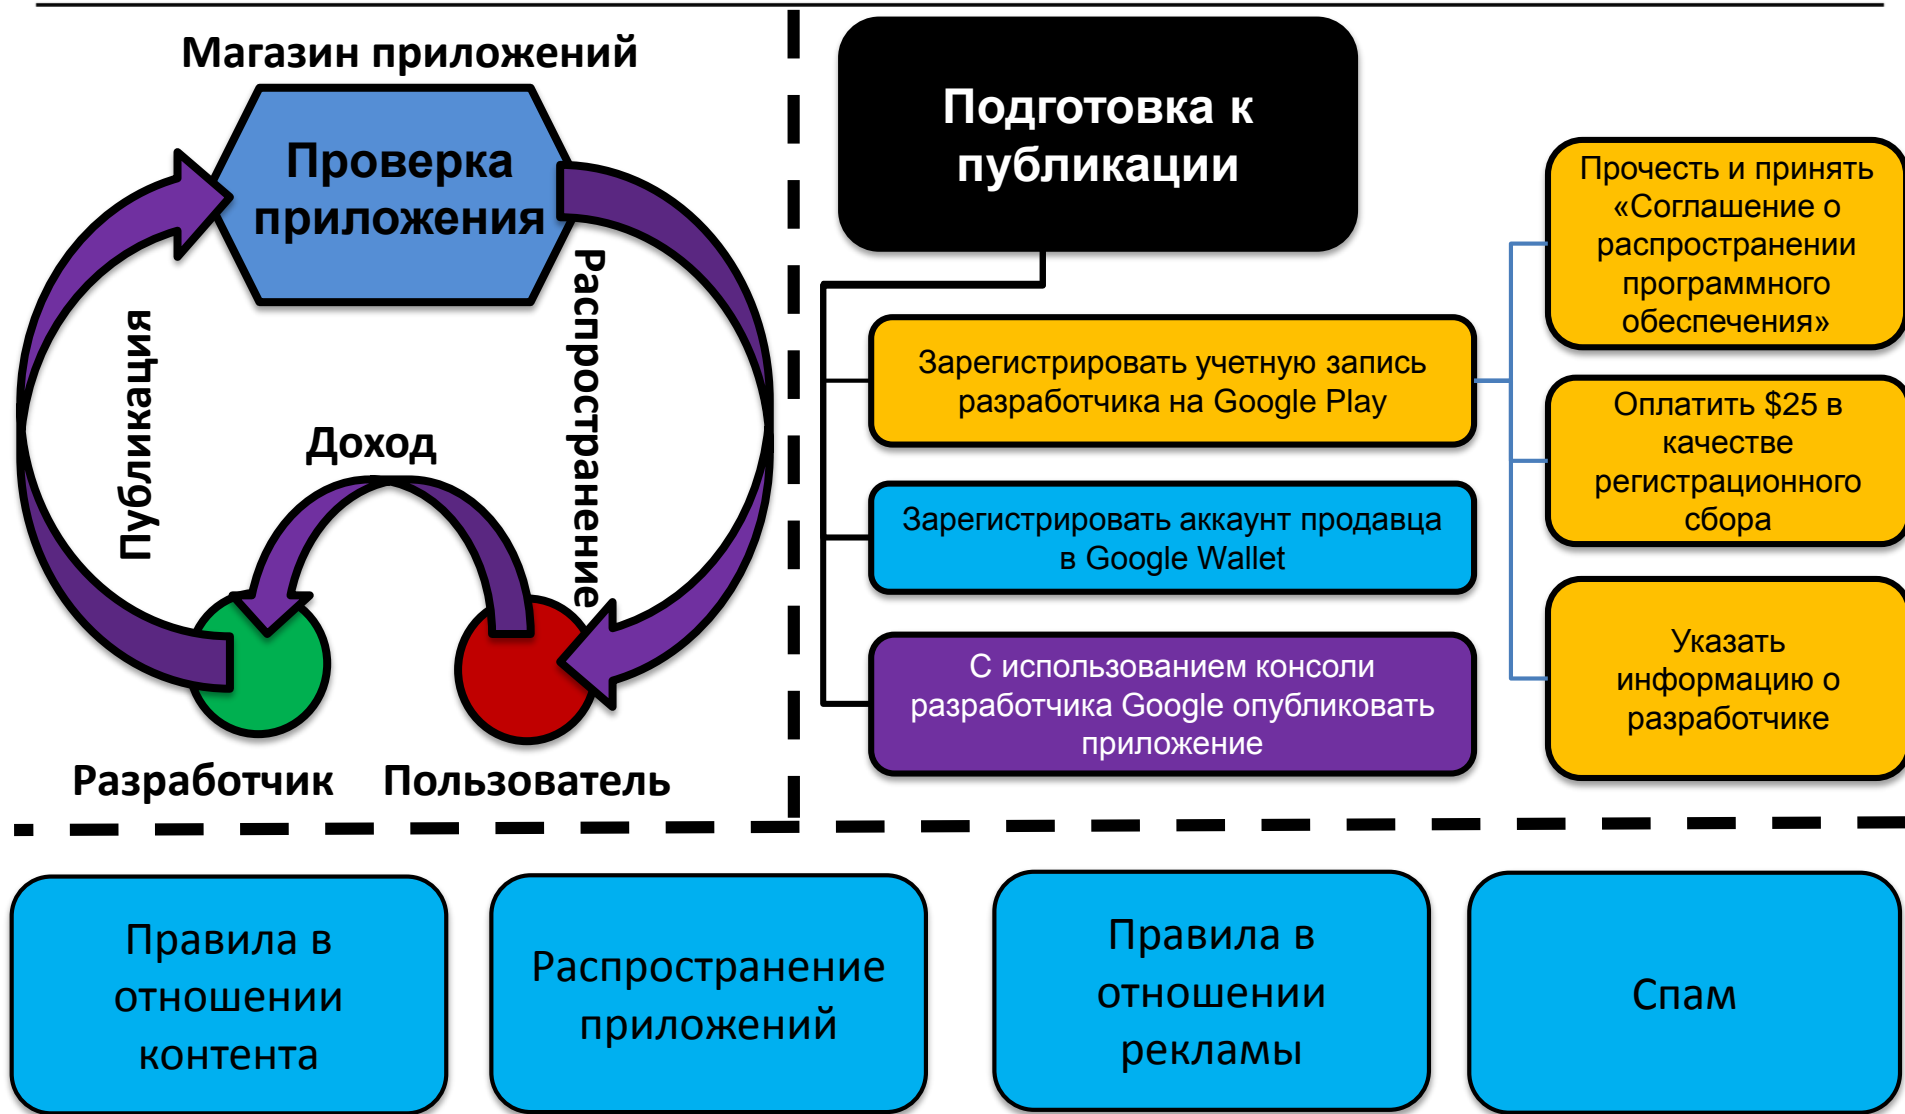 Магазин приложений
Проверка
приложения
Публикация
Распространение
Доход
Разработчик
Пользователь
Подготовка к
публикации
Зарегистрировать учетную запись
разработчика на Google Play
Зарегистрировать аккаунт продавца
в Google Wallet
С использованием консоли
разработчика Google опубликовать
приложение
Прочесть и принять
«Соглашение о
распространении
программного
обеспечения»
Оплатить $25 в
качестве
регистрационного
сбора
Указать
информацию о
разработчике
Правила в
отношении
контента
Распространение
приложений
Правила в
отношении
рекламы
Спам